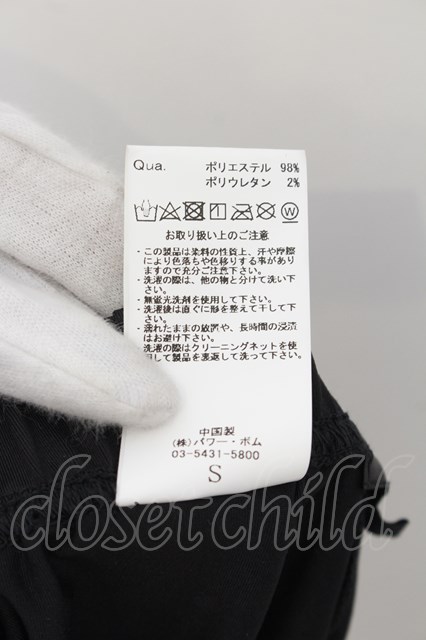 Qua. ポリエステル 98%
ポリウレタン 2%
お取り扱い上のご注意
・この製品は染料の性質上、汗や摩擦
により色落ちや色移りする事があり
ますので充分ご注意下さい。
・洗濯の際は、他の物と分けて洗い下
さい。
・無蛍光洗剤を使用して下さい。
・洗濯後は直ぐに形を整えて干して下
さい。
・濡れたままの放置や、長時間の浸漬
はお避け下さい。
洗濯の際はクリーニングネットを使
して製品を裏返して洗って下さい。
中国製
(株)パワー・ボム
03-5431-5800
S
closet child